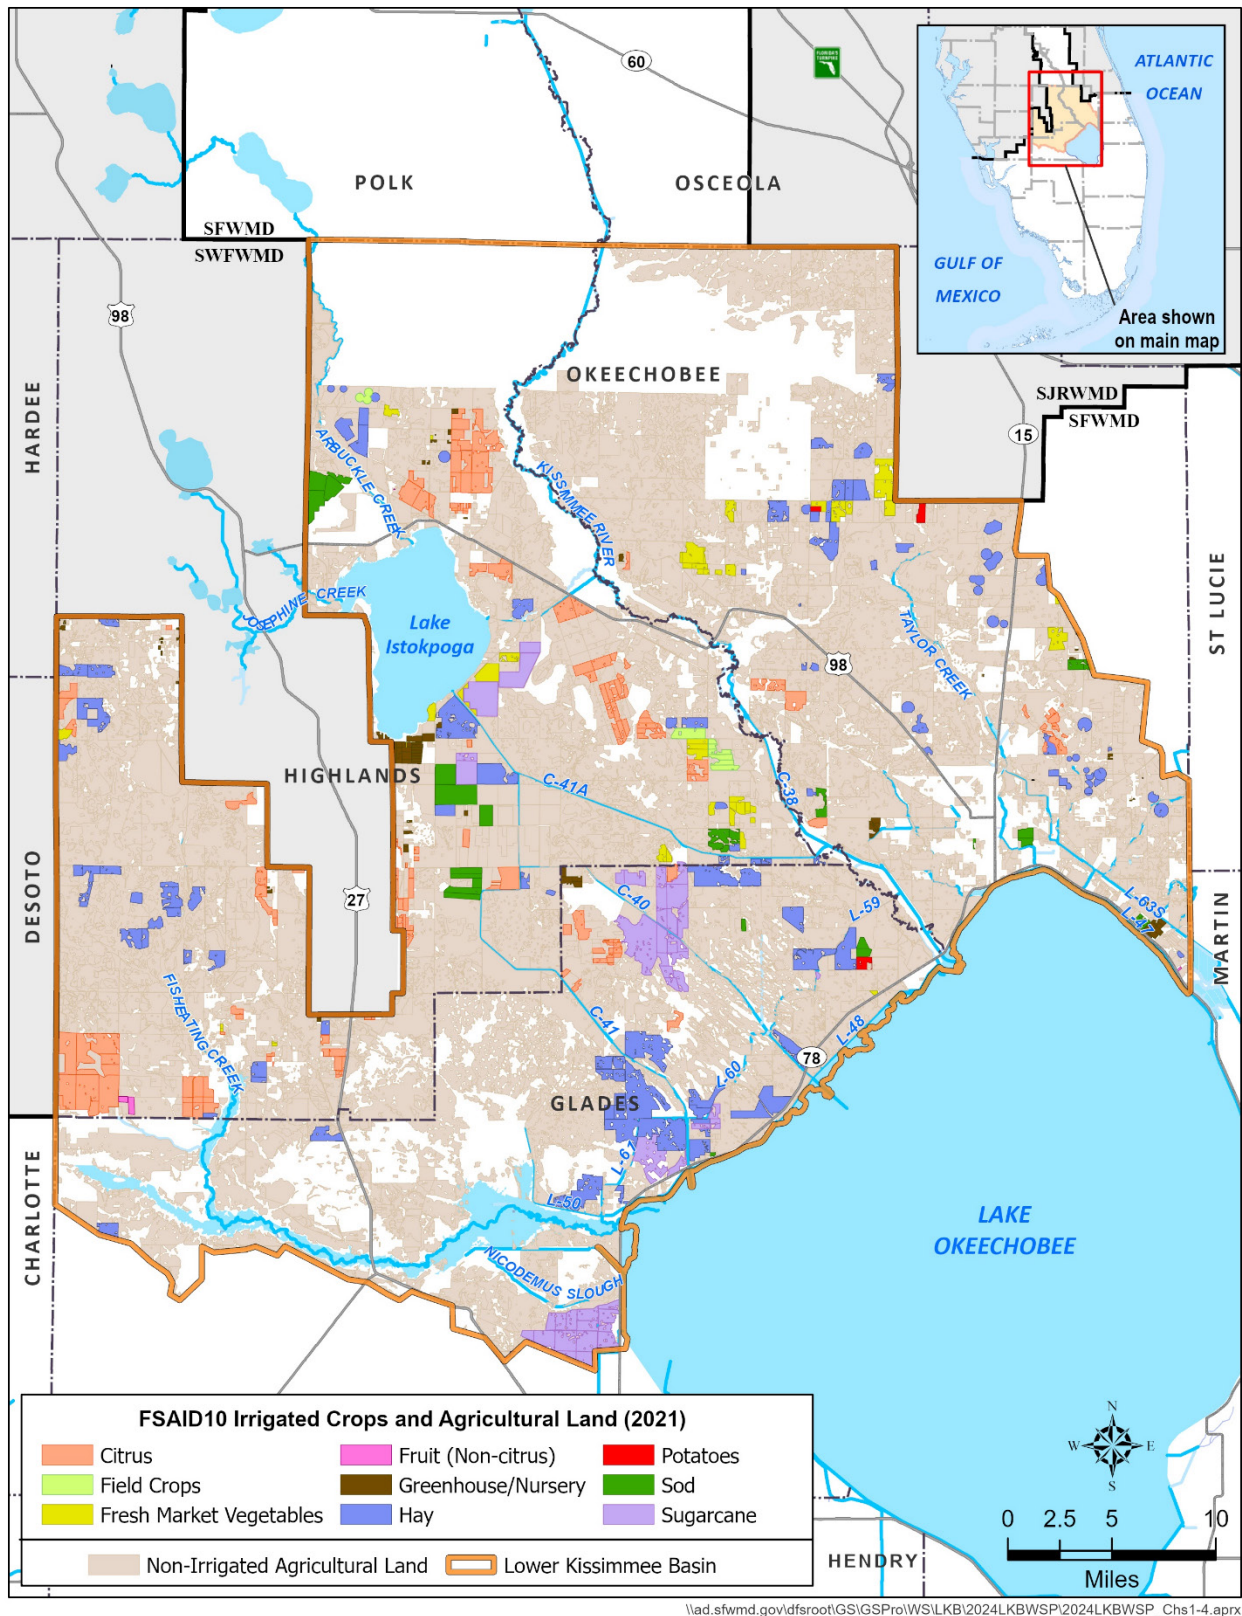 60
FLORIDA'S
TURNPIKE
ATLANTIC
OCEAN
GULF OF
MEXICO
Area shown
on main map
POLK
OSCEOLA
SFWMD
SWFWMD
98
OKEECHOBEE
HARDEE
SJRWMD
SFWMD
15
ARBUCKLE CREEK
KISSIMMEE RIVER
ST LUCIE
JOSEPHINE CREEK
Lake
Istokpoga
TAYLOR CREEK
98
HIGHLANDS
C-41A
C-38
DESOTO
27
C-40
L-59
L-63S
L-47
MARTIN
FISHEATING CREEK
C-41
L-48
78
L-60
GLADES
L-61
L-50
CHARLOTTE
NICODEMUS SLOUGH
LAKE
OKEECHOBEE
FSAID10 Irrigated Crops and Agricultural Land (2021)
Citrus
Fruit (Non-citrus)
Potatoes
Field Crops
Greenhouse/Nursery
Sod
Fresh Market Vegetables
Hay
Sugarcane
Non-Irrigated Agricultural Land
Lower Kissimmee Basin
HENDRY
N
W
E
S
0 2.5 5 10
Miles
\\ad.sfwmd.gov\dfsroot\GS\GSPro\WS\LKB\2024LKBWSP\2024LKBWSP_Chs1-4.aprx